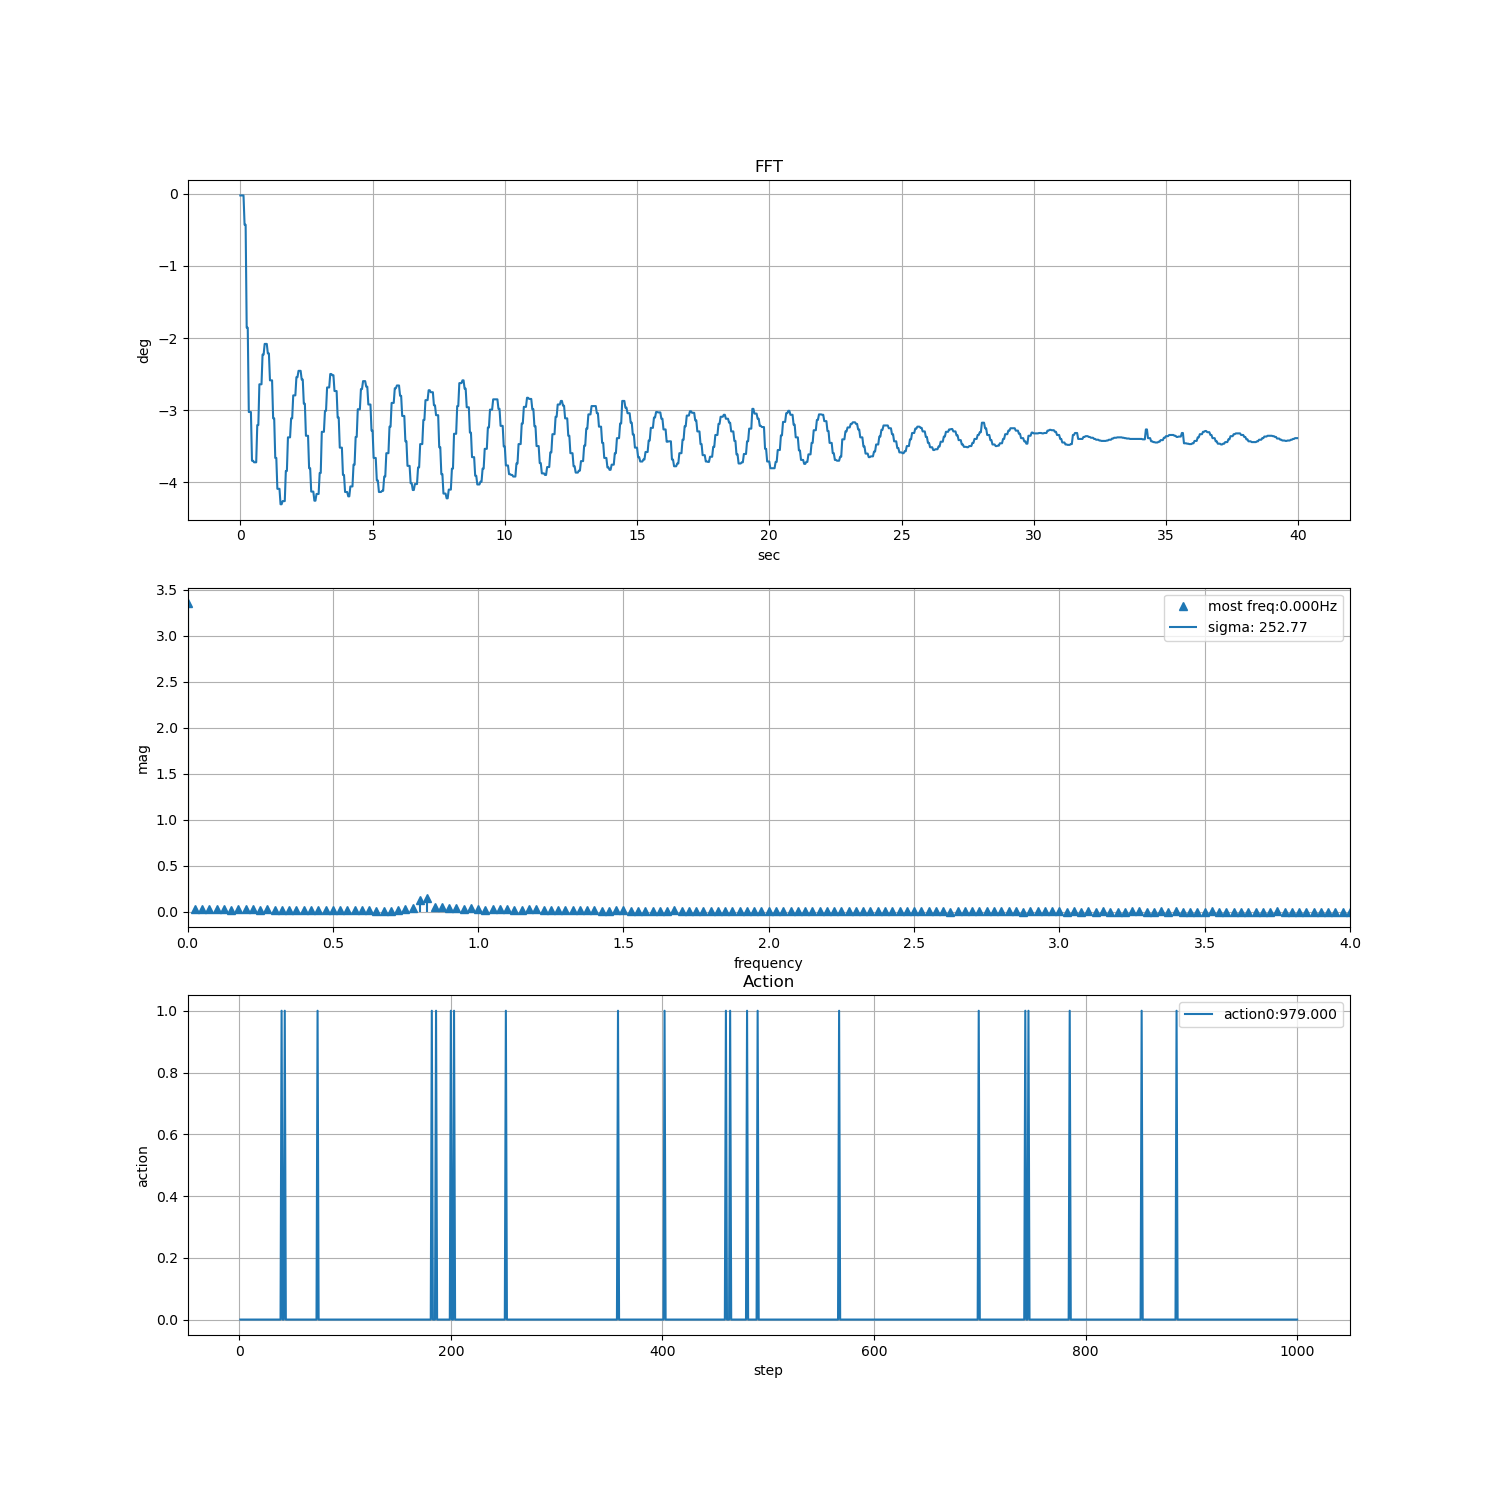 FFT
0
−1
−2
−3
−4
deg
0 5 10 15 20 25 30 35 40
sec
3.5
3.0
2.5
2.0
1.5
1.0
0.5
0.0
mag
most freq:0.000Hz
sigma: 252.77
0.0 0.5 1.0 1.5 2.0 2.5 3.0 3.5 4.0
frequency
Action
1.0
0.8
0.6
0.4
0.2
0.0
action
action0:979.000
0 200 400 600 800 1000
step